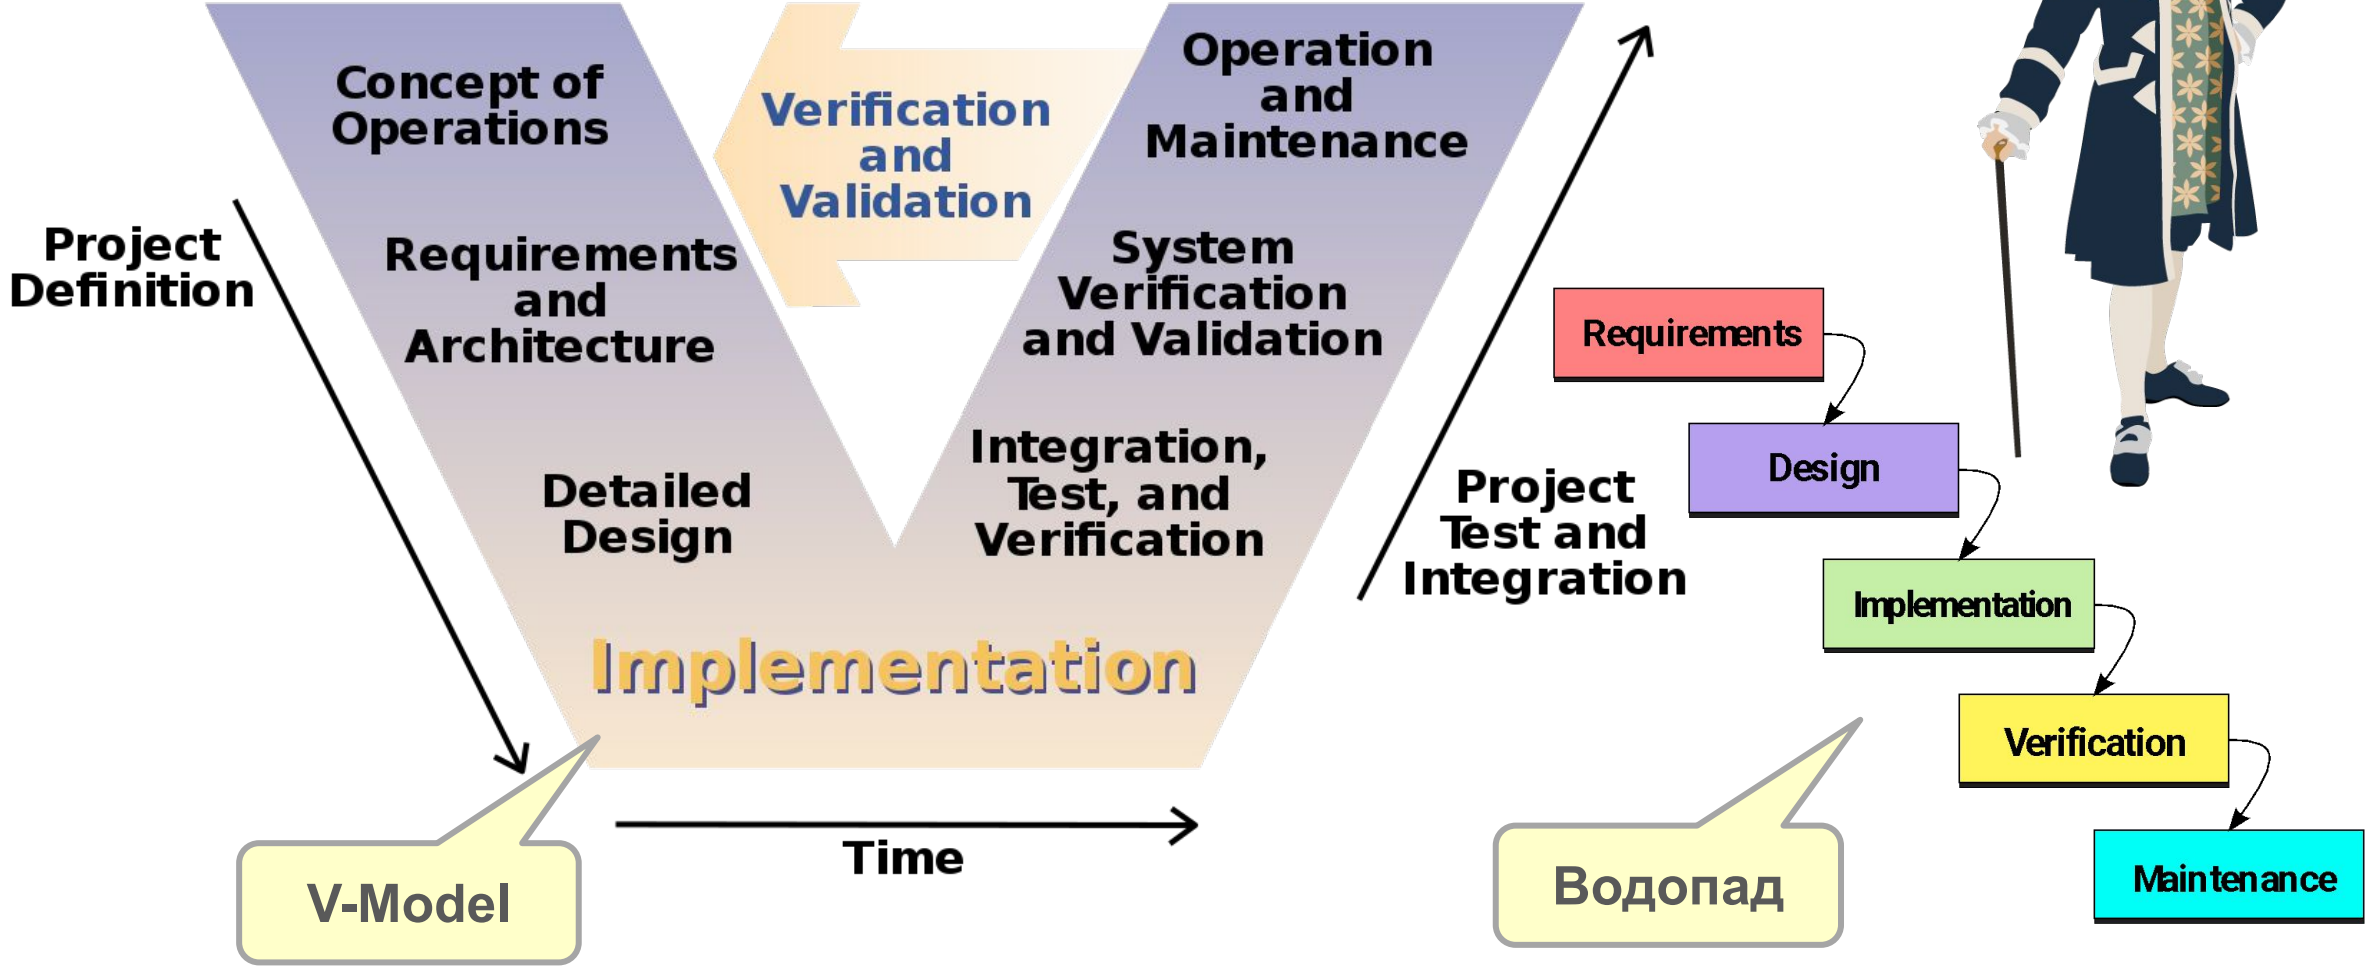 Concept of
Operations
Verification
and
Validation
Operation
and
Maintenance
Project
Definition
Requirements
and
Architecture
System
Verification
and Validation
Detailed
Design
Integration,
Test, and
Verification
Project
Test and
Integration
Implementation
Time
V-Model
Requirements
Design
Implementation
Verification
Maintenance
Водопад